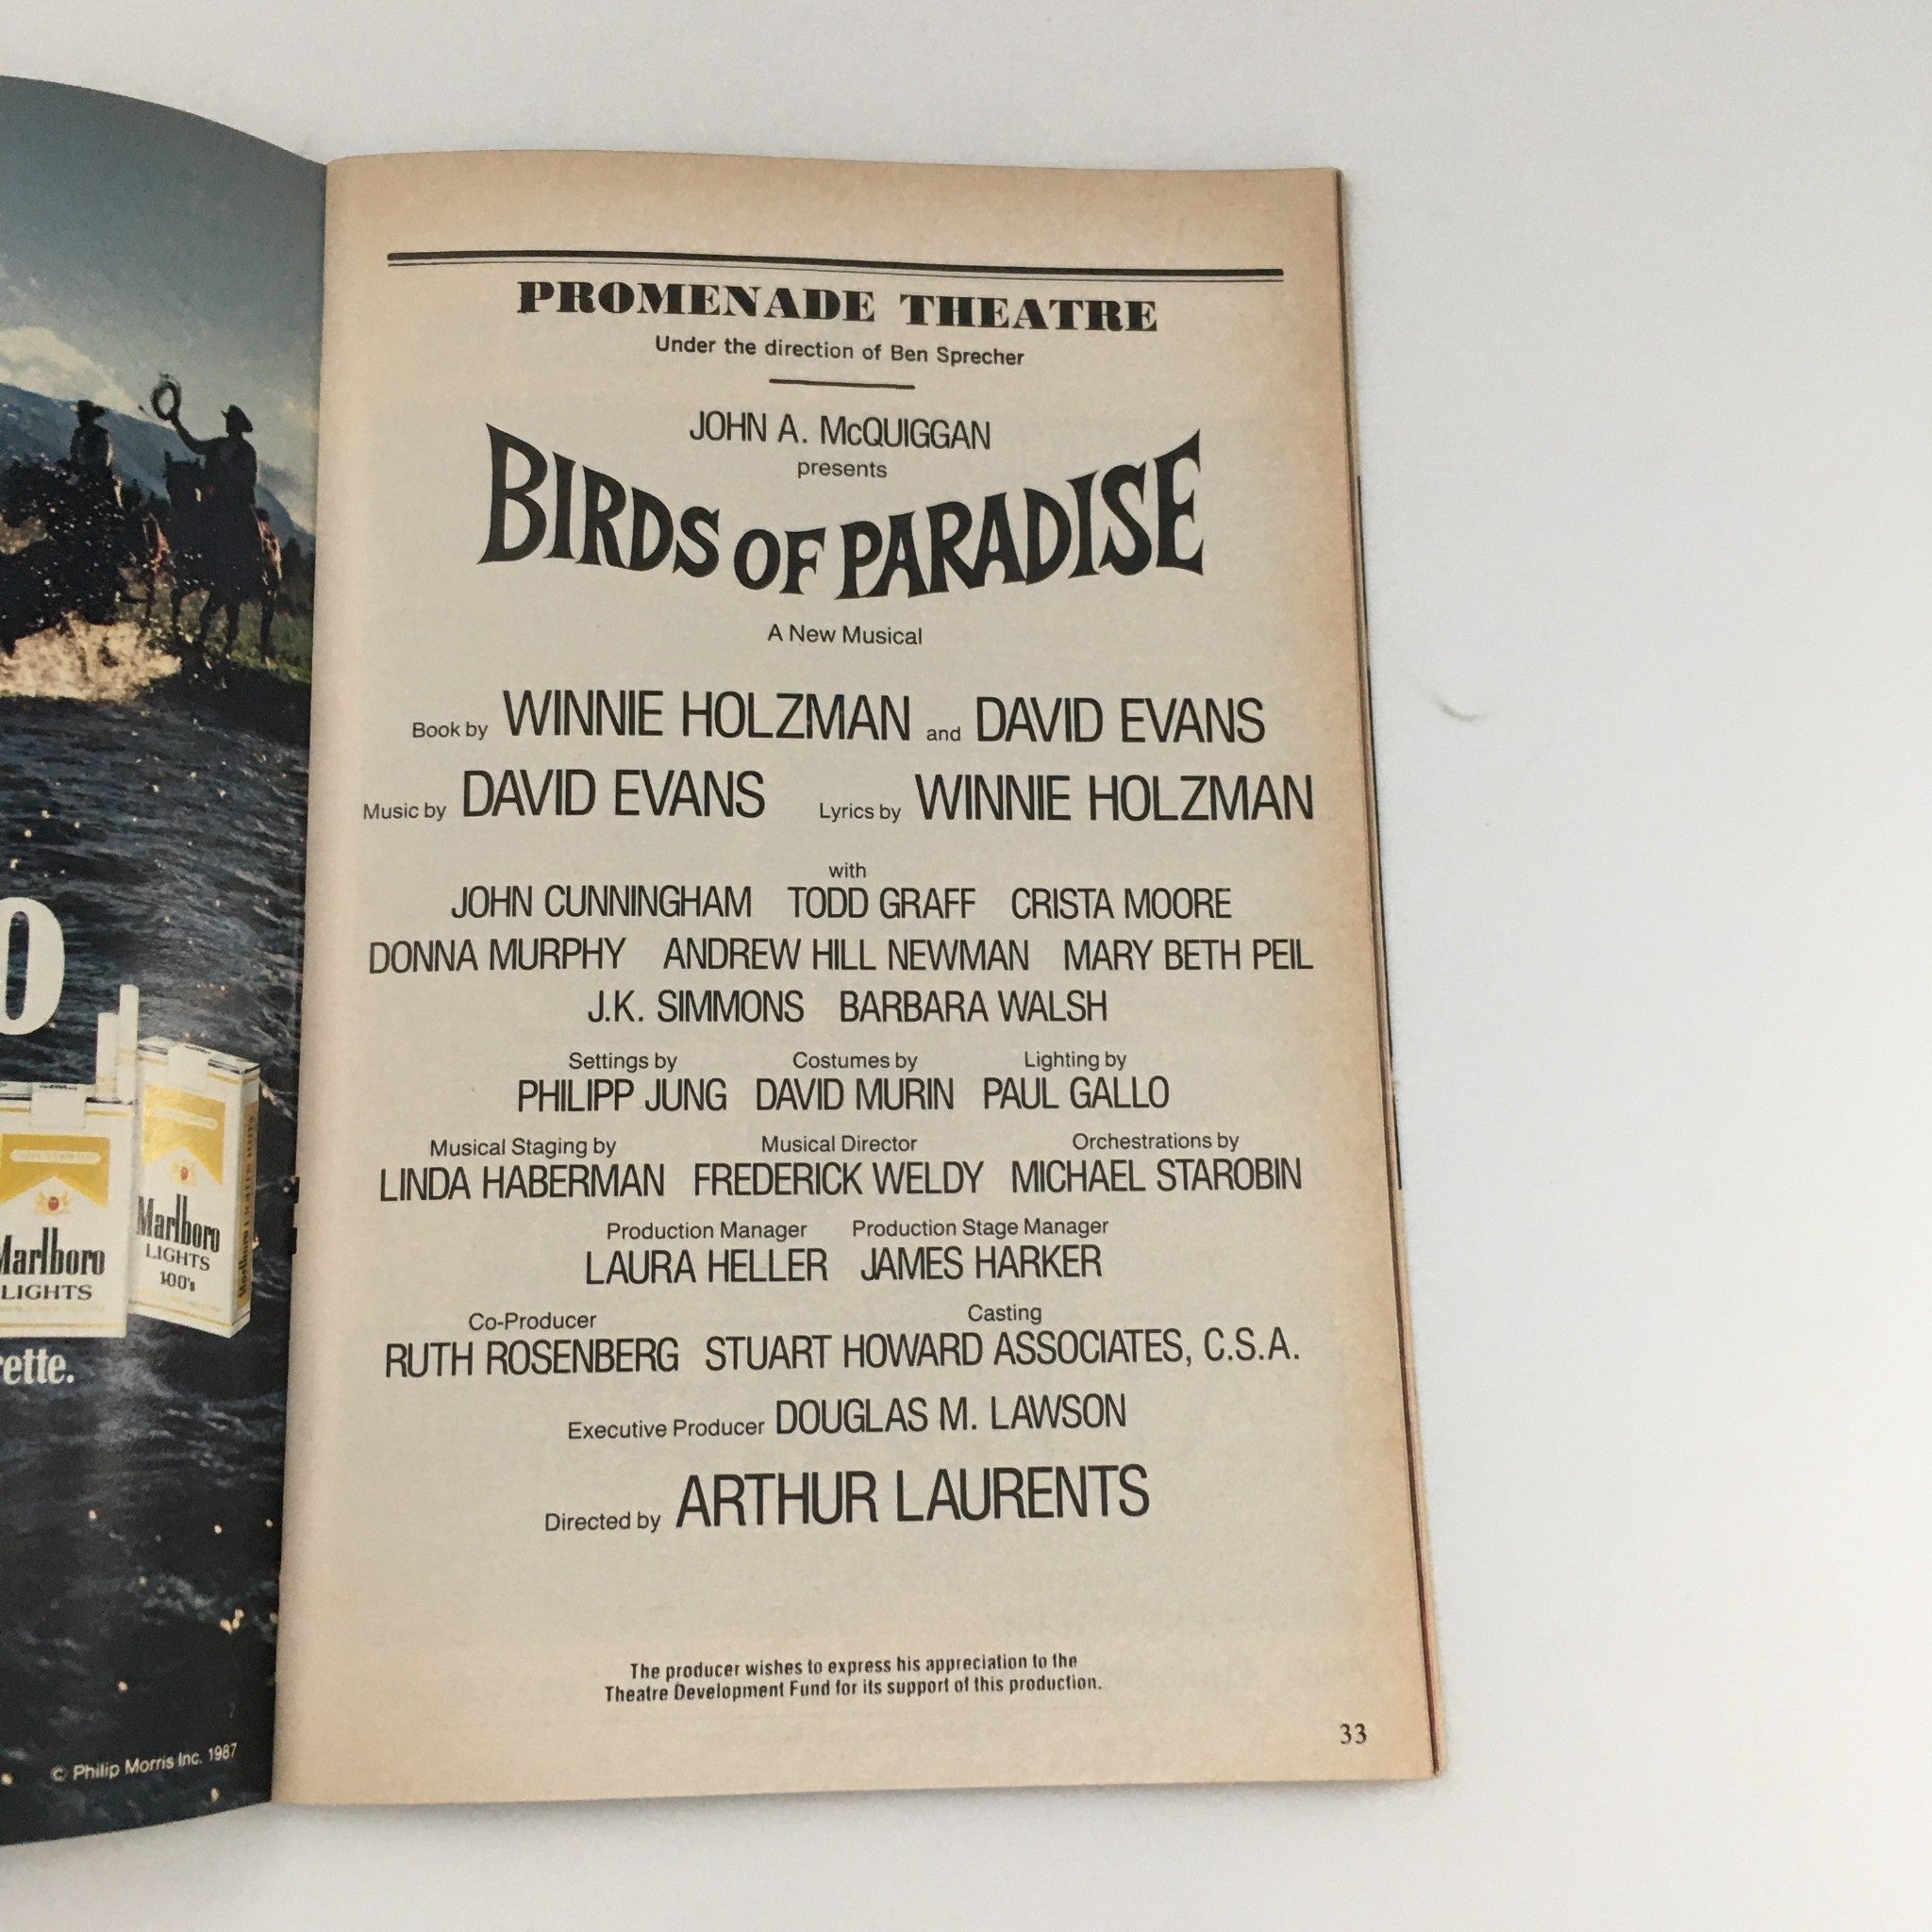 0
Marlboro
LIGHTS
Marlboro
LIGHTS
100's
© Philip Morris Inc. 1987
PROMENADE THEATRE
Under the direction of Ben Sprecher
JOHN A. McQUIGGAN
presents
BIRDS OF PARADISE
A New Musical
Book by WINNIE HOLZMAN and DAVID EVANS
Music by DAVID EVANS Lyrics by WINNIE HOLZMAN
with
JOHN CUNNINGHAM TODD GRAFF CRISTA MOORE
DONNA MURPHY ANDREW HILL NEWMAN MARY BETH PEIL
J.K. SIMMONS BARBARA WALSH
Settings by Costumes by Lighting by
PHILIPP JUNG DAVID MURIN PAUL GALLO
Musical Staging by Musical Director Orchestrations by
LINDA HABERMAN FREDERICK WELDY MICHAEL STAROBIN
Production Manager Production Stage Manager
LAURA HELLER JAMES HARKER
Co-Producer Casting
RUTH ROSENBERG STUART HOWARD ASSOCIATES, C.S.A.
Executive Producer DOUGLAS M. LAWSON
Directed by ARTHUR LAURENTS
The producer wishes to express his appreciation to the
Theatre Development Fund for its support of this production.
33